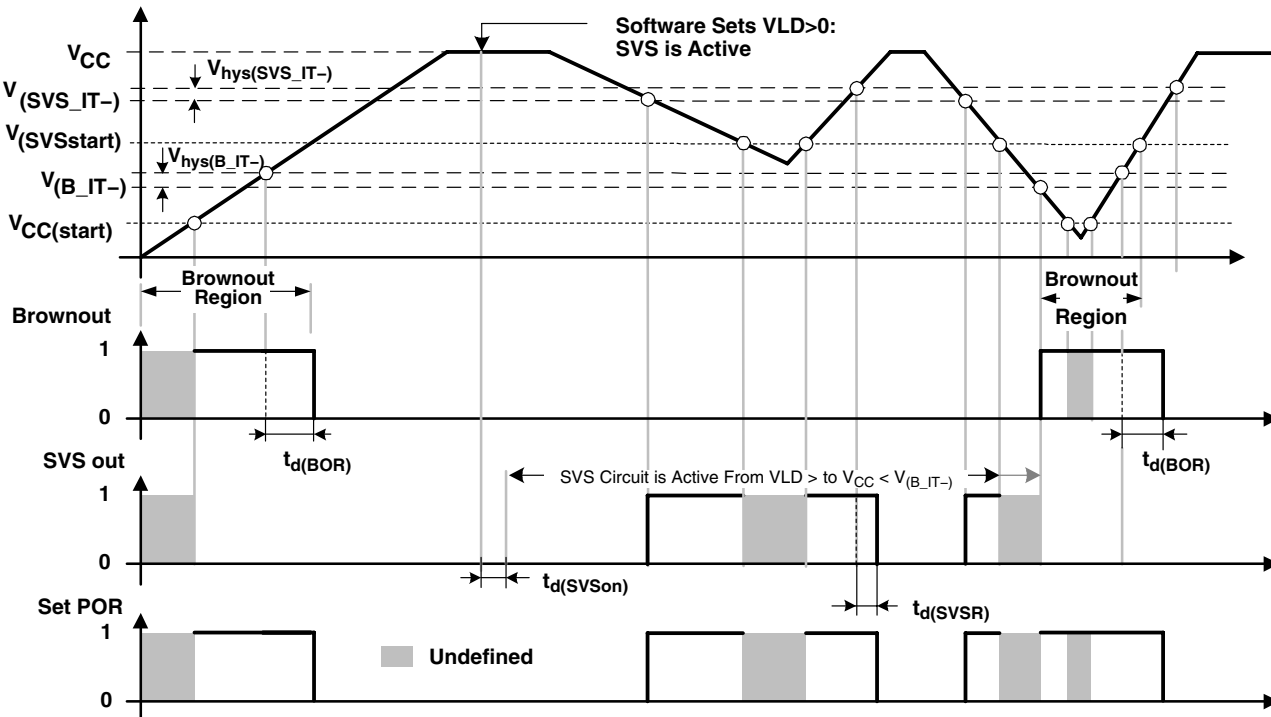 Software Sets VLD>0:
SVS is Active
VCC
Vhys(SVS_IT−)
V(SVS_IT−)
V(SVSstart)
Vhys(B_IT−)
V(B_IT−)
VCC(start)
Brownout
Region
Brownout
Region
Brownout
1
0
td(BOR)
td(BOR)
SVS out
SVS Circuit is Active From VLD > to VCC < V(B_IT−)
1
0
td(SVSon)
td(SVSR)
Set POR
1
Undefined
0